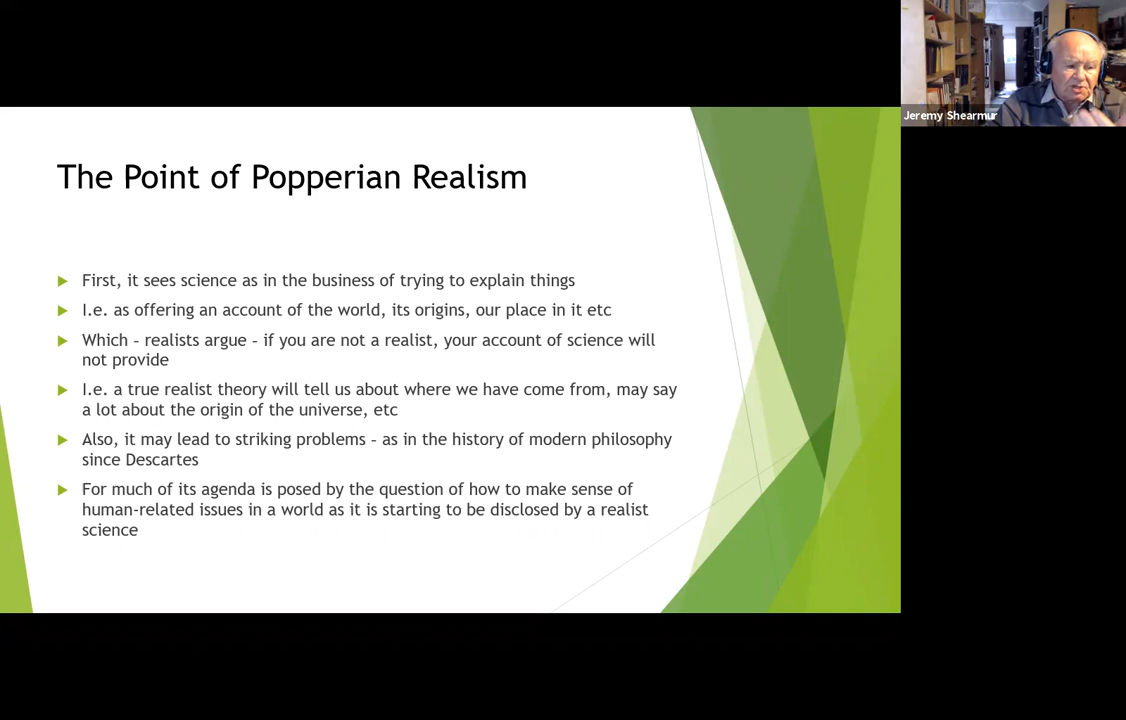 Jeremy Shearmur
The Point of Popperian Realism
First, it sees science as in the business of trying to explain things
I.e. as offering an account of the world, its origins, our place in it etc
Which – realists argue – if you are not a realist, your account of science will
not provide
I.e. a true realist theory will tell us about where we have come from, may say
a lot about the origin of the universe, etc
Also, it may lead to striking problems – as in the history of modern philosophy
since Descartes
For much of its agenda is posed by the question of how to make sense of
human-related issues in a world as it is starting to be disclosed by a realist
science